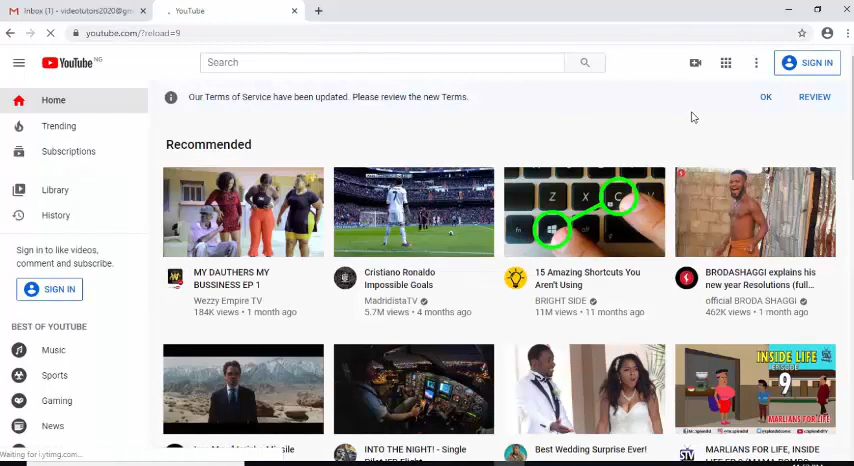 Inbox (1) - videotutors2020@gm
YouTube
youtube.com/?reload=9
YouTube NG
Search
SIGN IN
Our Terms of Service have been updated. Please review the new Terms.
OK
REVIEW
Home
Trending
Subscriptions
Library
History
Sign in to like videos,
comment and subscribe.
SIGN IN
BEST OF YOUTUBE
Music
Sports
Gaming
News
Recommended
Z X C
Fn
MY DAUTHERS MY
BUSSINESS EP 1
Wezzy Empire TV
184K views • 1 month ago
Cristiano Ronaldo
Impossible Goals
MadridistaTV
5.7M views • 4 months ago
15 Amazing Shortcuts You
Aren't Using
BRIGHT SIDE
11M views • 11 months ago
BRODASHAGGI explains his
new year Resolutions (full...
official BRODA SHAGGI
462K views • 1 month ago
INSIDE LIFE
EPISODE
9
MARLIANS FOR LIFE
INTO THE NIGHT! - Single
Best Wedding Surprise Ever!
MARLIANS FOR LIFE, INSIDE
Waiting for i.ytimg.com...